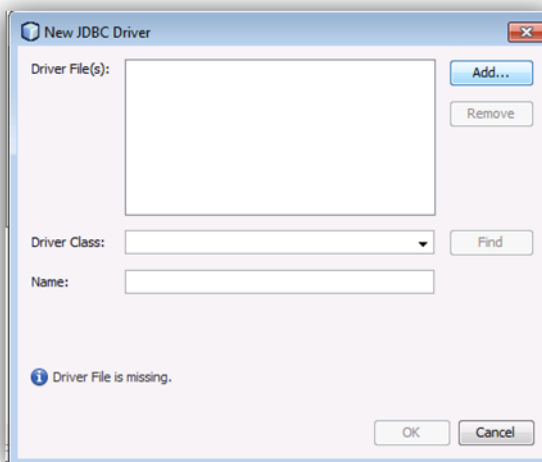 New JDBC Driver
Driver File(s):
Add...
Remove
Driver Class:
Find
Name:
Driver File is missing.
OK
Cancel